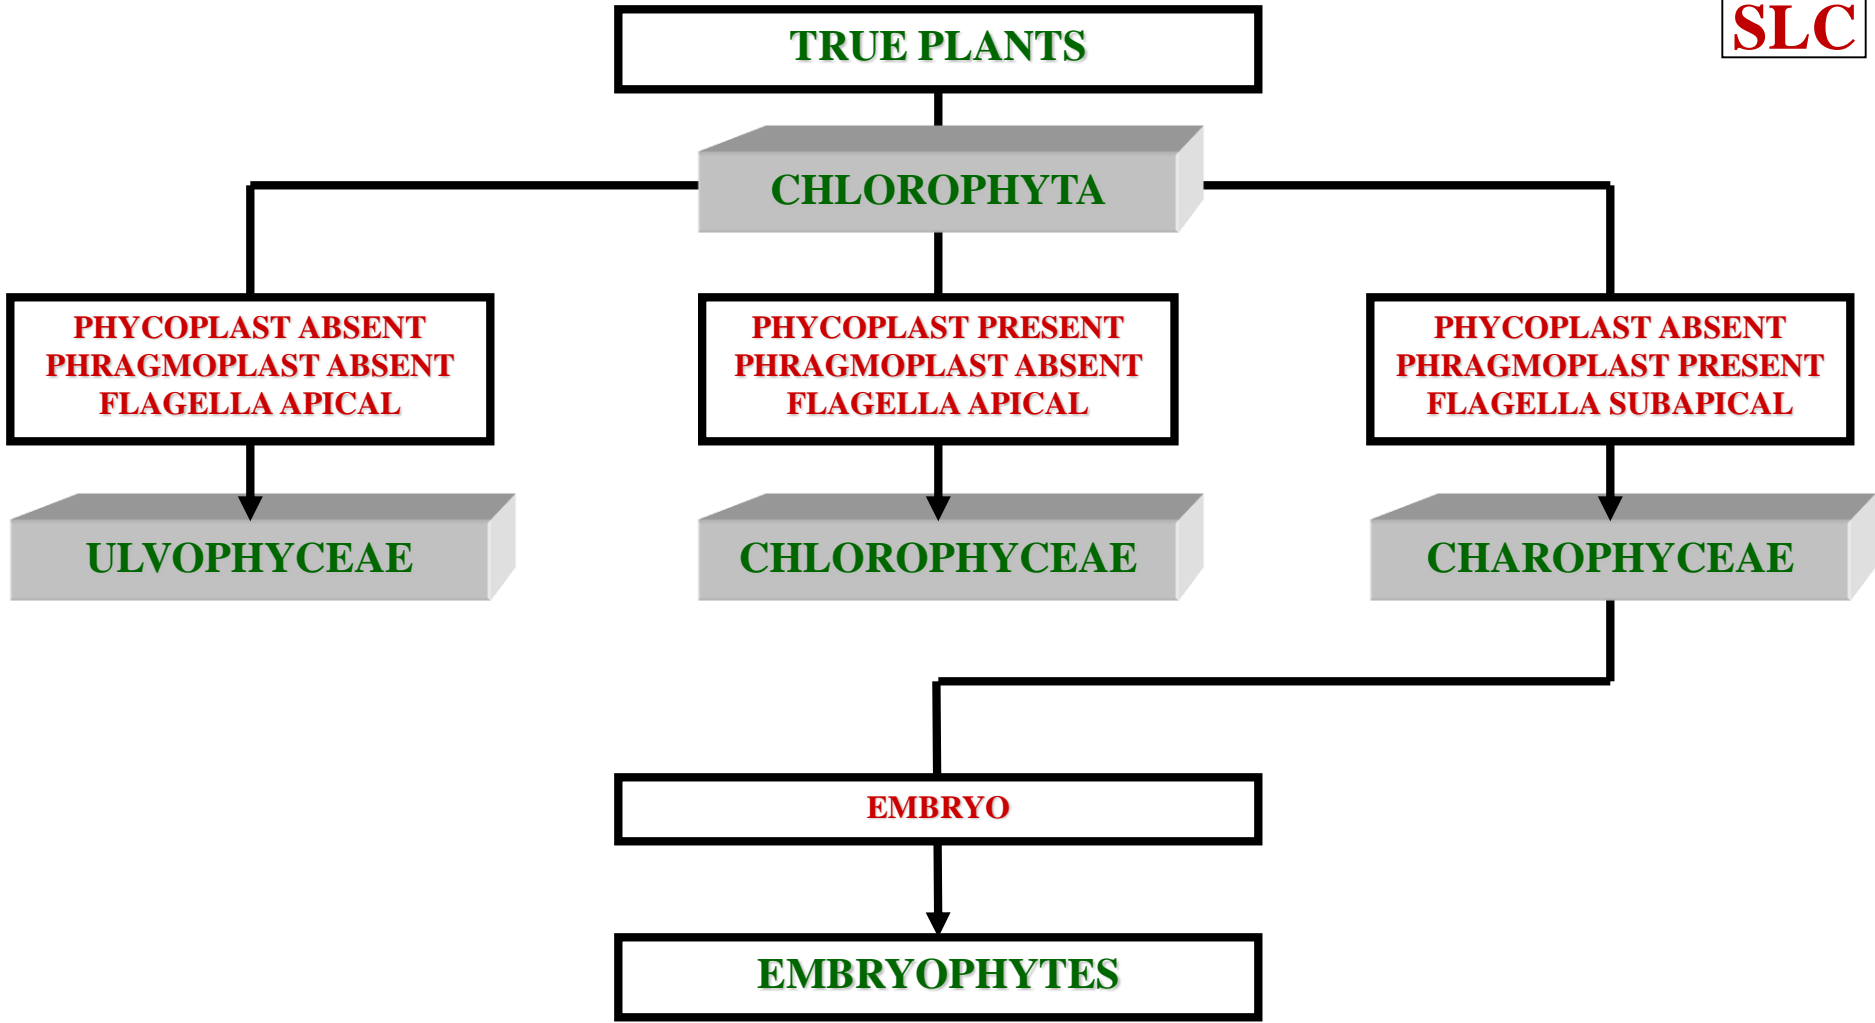 SLC
TRUE PLANTS
CHLOROPHYTA
PHYCOPLAST ABSENT
PHRAGMOPLAST ABSENT
FLAGELLA APICAL
PHYCOPLAST PRESENT
PHRAGMOPLAST ABSENT
FLAGELLA APICAL
PHYCOPLAST ABSENT
PHRAGMOPLAST PRESENT
FLAGELLA SUBAPICAL
ULVOPHYCEAE
CHLOROPHYCEAE
CHAROPHYCEAE
EMBRYO
EMBRYOPHYTES